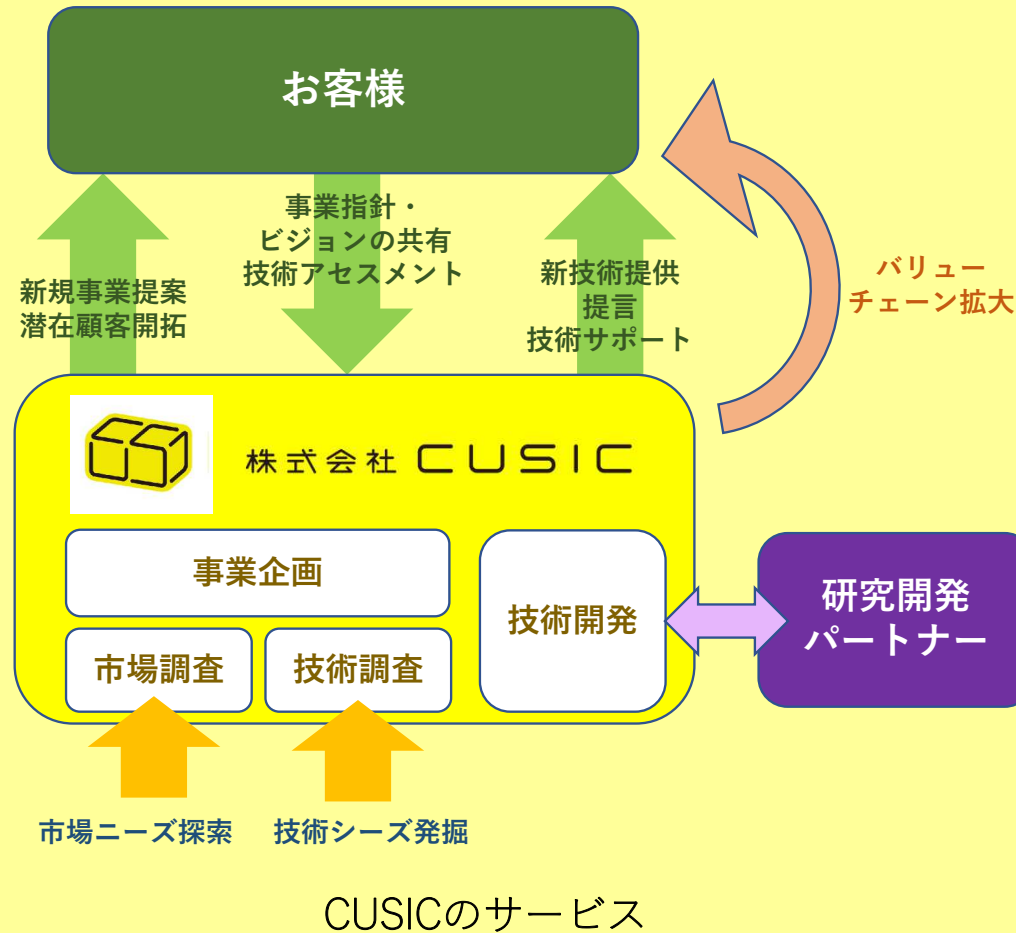 お客様
事業指針・
ビジョンの共有
技術アセスメント
新規事業提案
潜在顧客開拓
新技術提供
提言
技術サポート
バリュー
チェーン拡大
株式会社 CUSIC
事業企画
市場調査
技術調査
技術開発
研究開発
パートナー
市場ニーズ探索
技術シーズ発掘
CUSICのサービス